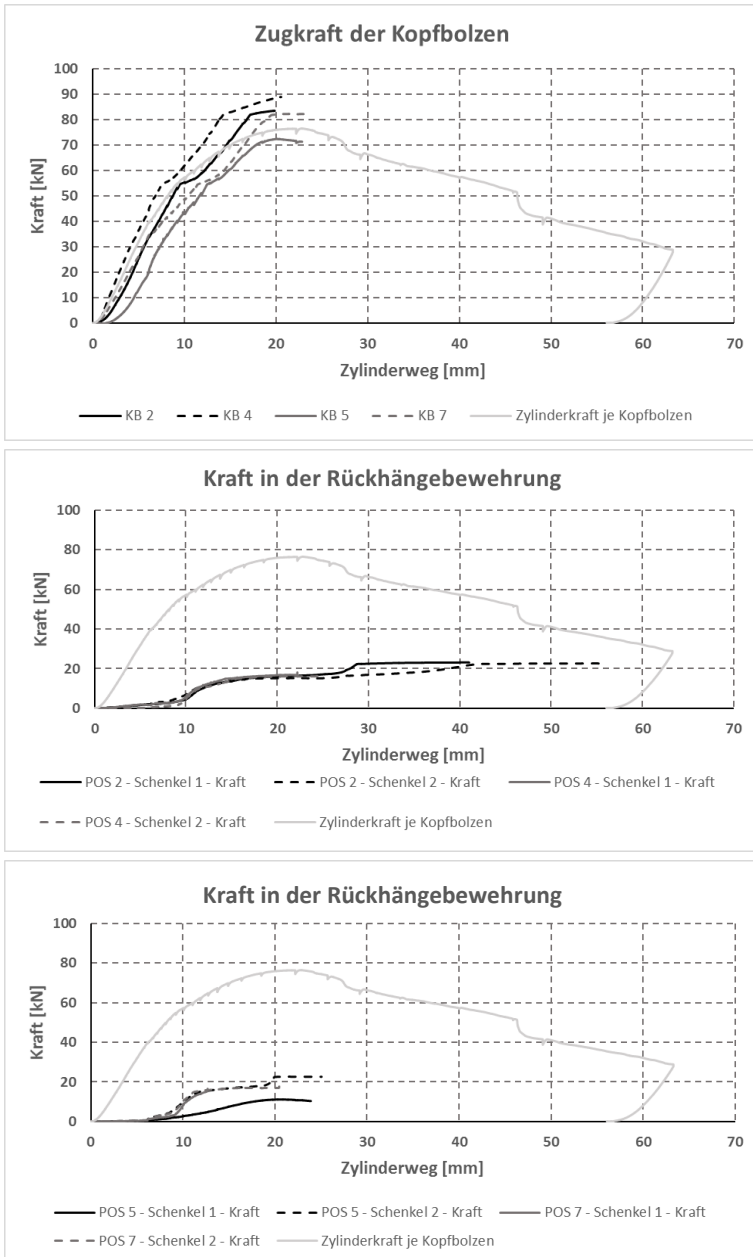 Zugkraft der Kopfbolzen
100
90
80
70
60
50
40
30
20
10
0
Kraft [kN]
0 10 20 30 40 50 60 70
Zylinderweg [mm]
KB 2 KB 4 KB 5 KB 7 Zylinderkraft je Kopfbolzen
Kraft in der Rückhängebewehrung
100
80
60
40
20
0
Kraft [kN]
0 10 20 30 40 50 60 70
Zylinderweg [mm]
POS 2 - Schenkel 1 - Kraft POS 2 - Schenkel 2 - Kraft POS 4 - Schenkel 1 - Kraft
POS 4 - Schenkel 2 - Kraft Zylinderkraft je Kopfbolzen
Kraft in der Rückhängebewehrung
100
80
60
40
20
0
Kraft [kN]
0 10 20 30 40 50 60 70
Zylinderweg [mm]
POS 5 - Schenkel 1 - Kraft POS 5 - Schenkel 2 - Kraft POS 7 - Schenkel 1 - Kraft
POS 7 - Schenkel 2 - Kraft Zylinderkraft je Kopfbolzen